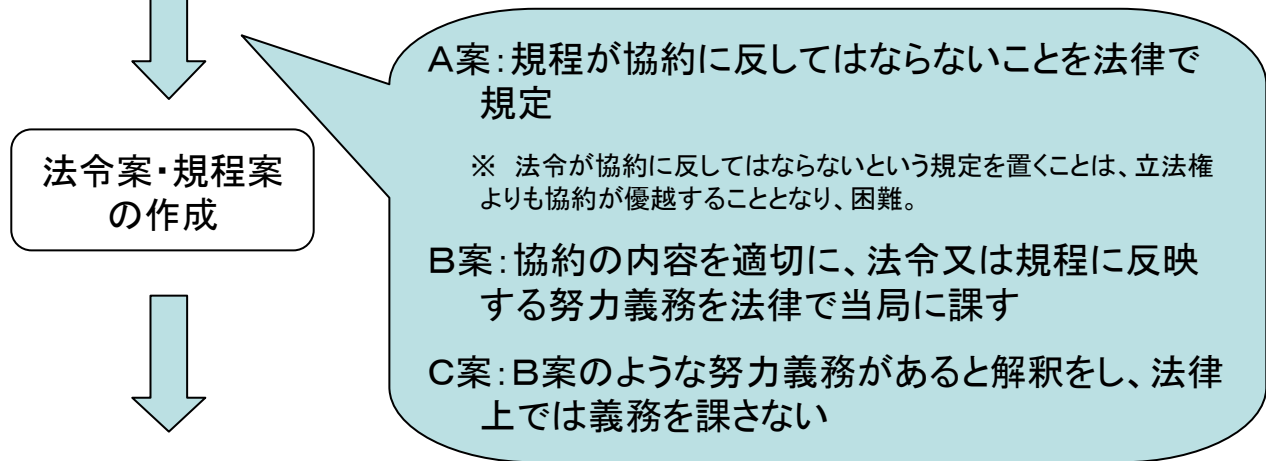 A案：規程が協約に反してはならないことを法律で
規定
※　法令が協約に反してはならないという規定を置くことは、立法権
よりも協約が優越することとなり、困難。
B案：協約の内容を適切に、法令又は規程に反映
する努力義務を法律で当局に課す
C案：B案のような努力義務があると解釈をし、法律
上では義務を課さない
法令案・規程案
の作成